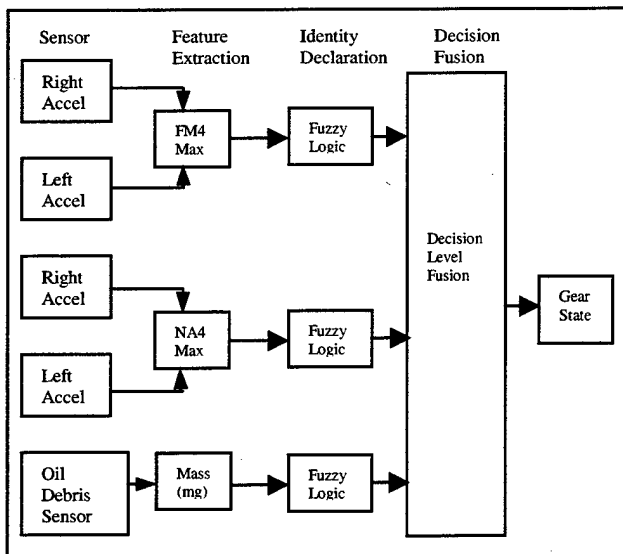 Sensor
Feature
Extraction
Identity
Declaration
Decision
Fusion
Right
Accel
Left
Accel
FM4
Max
Fuzzy
Logic
Right
Accel
Left
Accel
NA4
Max
Fuzzy
Logic
Oil
Debris
Sensor
Mass
(mg)
Fuzzy
Logic
Decision
Level
Fusion
Gear
State